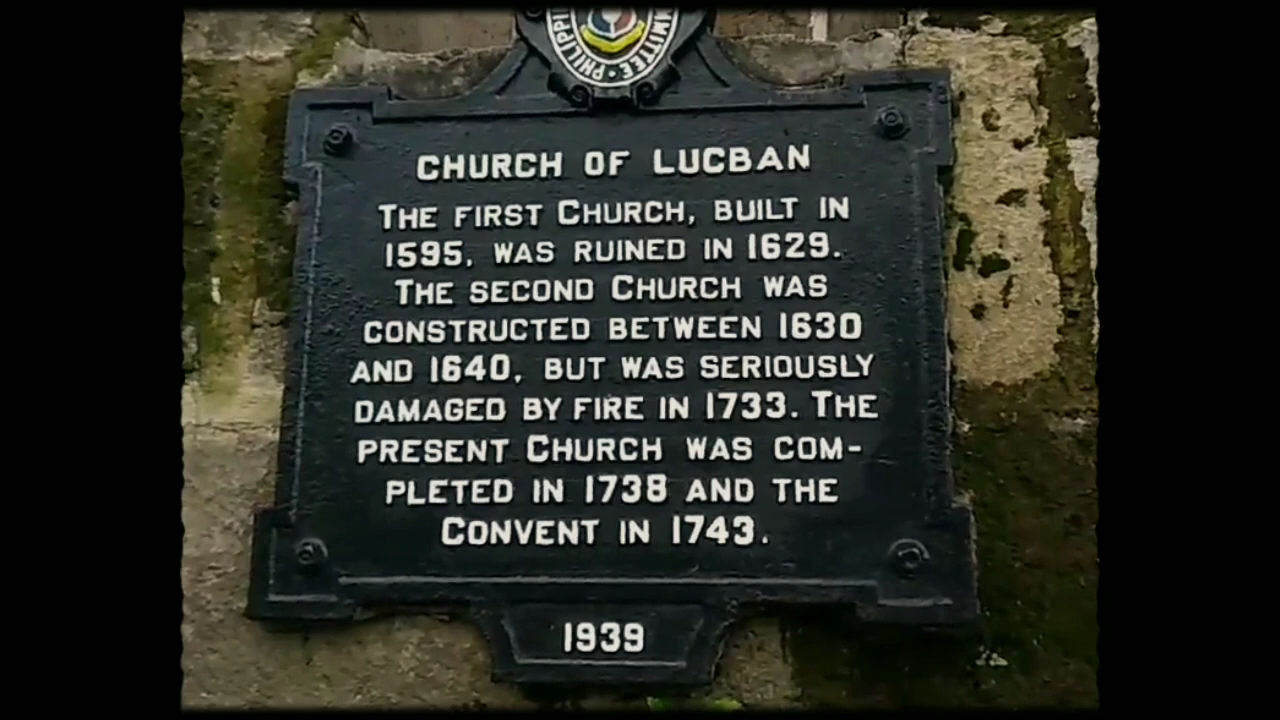 PHILIPPI
MMITTEE
CHURCH OF LUCBAN
THE FIRST CHURCH, BUILT IN
1595, WAS RUINED IN 1629.
THE SECOND CHURCH WAS
CONSTRUCTED BETWEEN 1630
AND 1640, BUT WAS SERIOUSLY
DAMAGED BY FIRE IN 1733. THE
PRESENT CHURCH WAS COM-
PLETED IN 1738 AND THE
CONVENT IN 1743.
1939